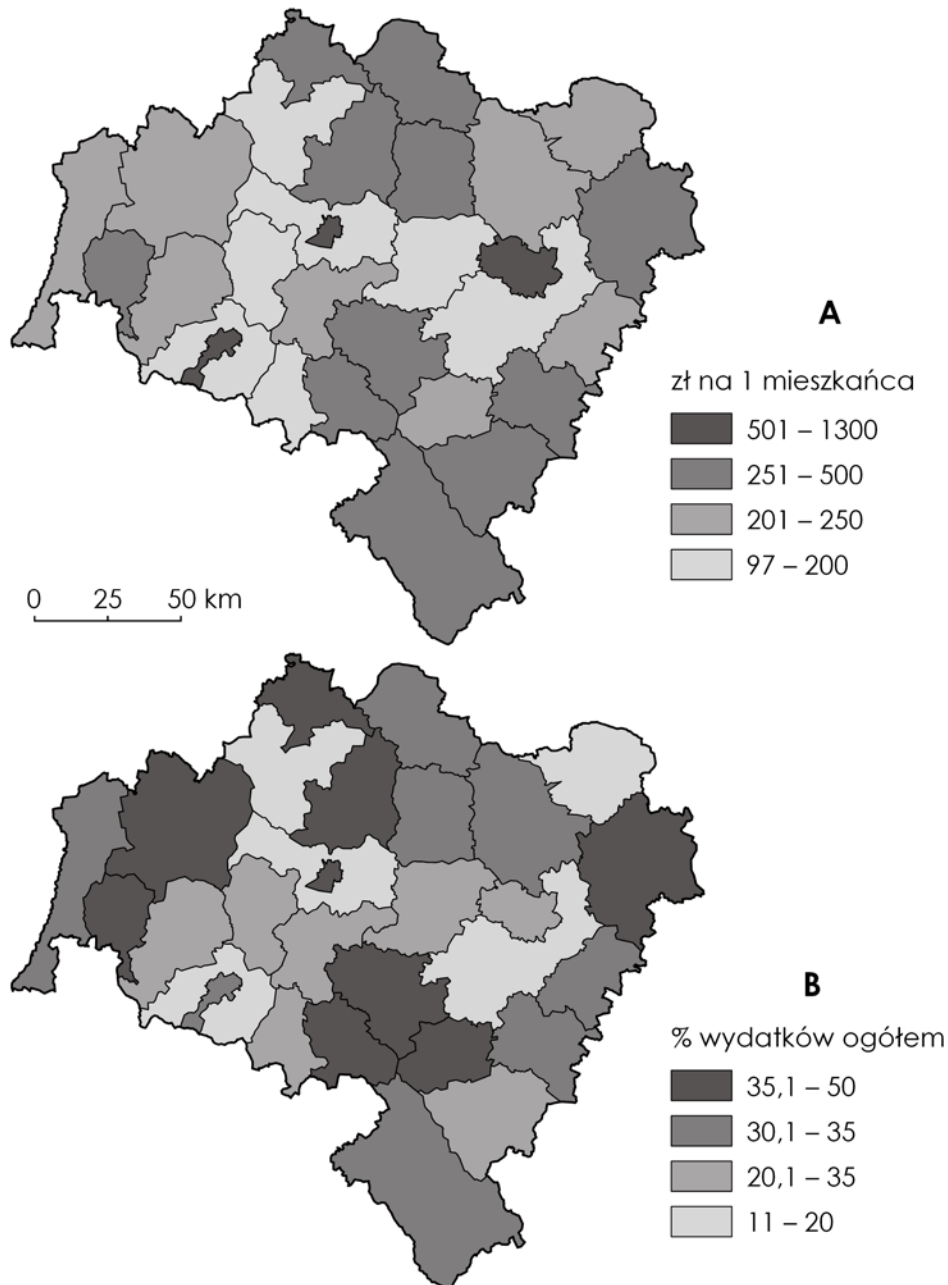 A
zł na 1 mieszkańca
501 – 1300
251 – 500
201 – 250
97 – 200
0 25 50 km
B
% wydatków ogółem
35,1 – 50
30,1 – 35
20,1 – 35
11 – 20